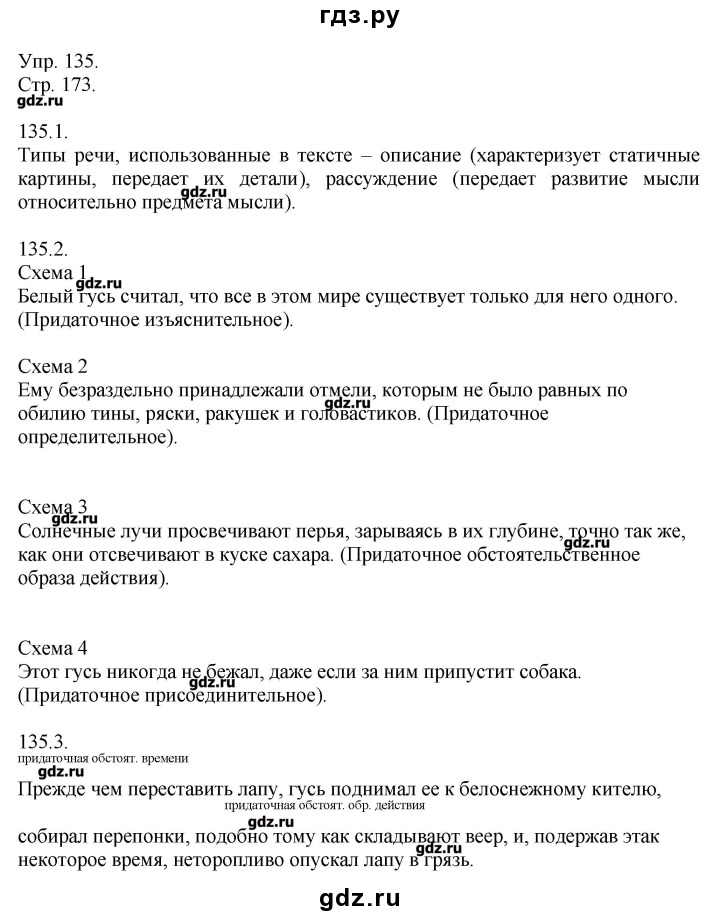 гдз.ру
Упр. 135.
Стр. 173.
gdz.ru
135.1.
Типы речи, использованные в тексте – описание (характеризует статичные
картины, передает их детали), рассуждение (передает развитие мысли
gdz.ru
относительно предмета мысли).
135.2.
Схема 1
gdz.ru
Белый гусь считал, что все в этом мире существует только для него одного.
(Придаточное изъяснительное).
Схема 2
Ему безраздельно принадлежали отмели, которым не было равных по
gdz.ru
обилию тины, ряски, ракушек и головастиков. (Придаточное
определительное).
Схема 3
gdz.ru
Солнечные лучи просвечивают перья, зарываясь в их глубине, точно так же,
gdz.ru
как они отсвечивают в куске сахара. (Придаточное обстоятельственное
образа действия).
Схема 4
Этот гусь никогда не бежал, даже если за ним припустит собака.
gdz.ru
(Придаточное присоединительное).
135.3.
придаточная обстоят. времени
gdz.ru
Прежде чем переставить лапу, гусь поднимал ее к белоснежному кителю,
придаточная обстоят. обр. действия
gdz.ru
собирал перепонки, подобно тому как складывают веер, и, подержав этак
gdz.ru
некоторое время, неторопливо опускал лапу в грязь.
gdz.ru